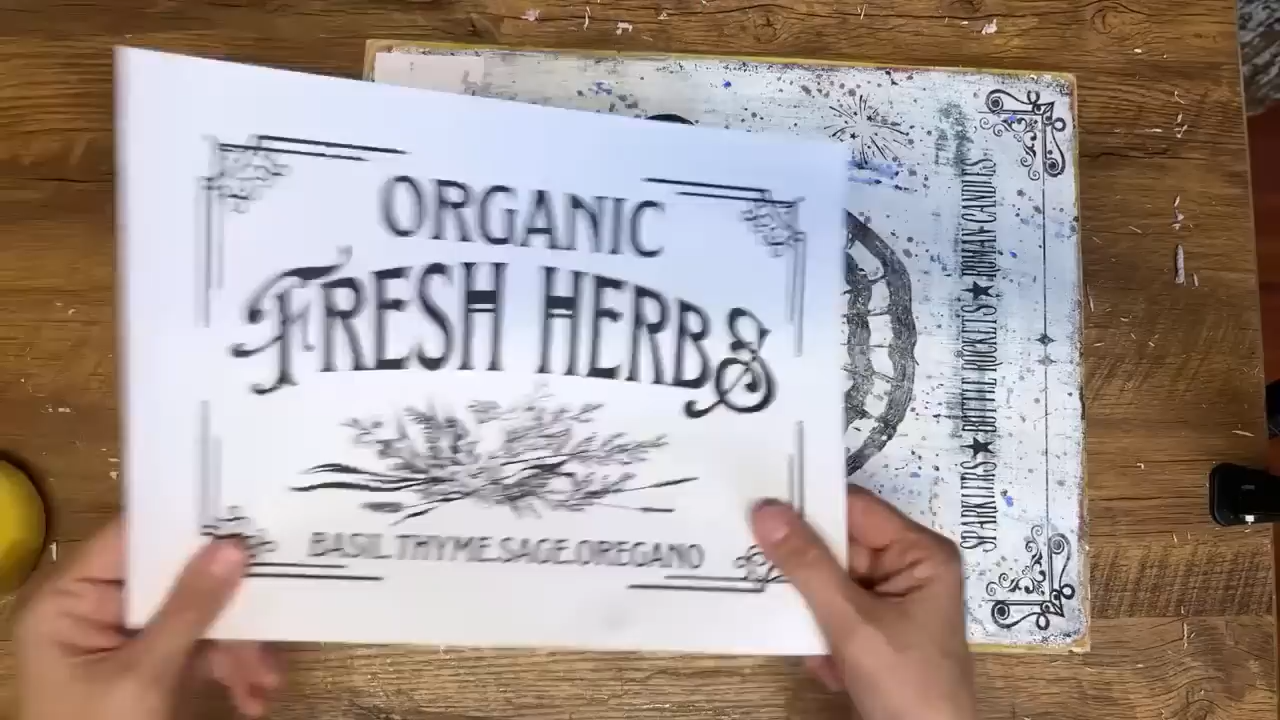 ORGANIC
FRESH HERBS
BASIL.THYME.SAGE.OREGANO
SPARKLERS★BOTTLE ROCKETS★ROMAN CANDLES